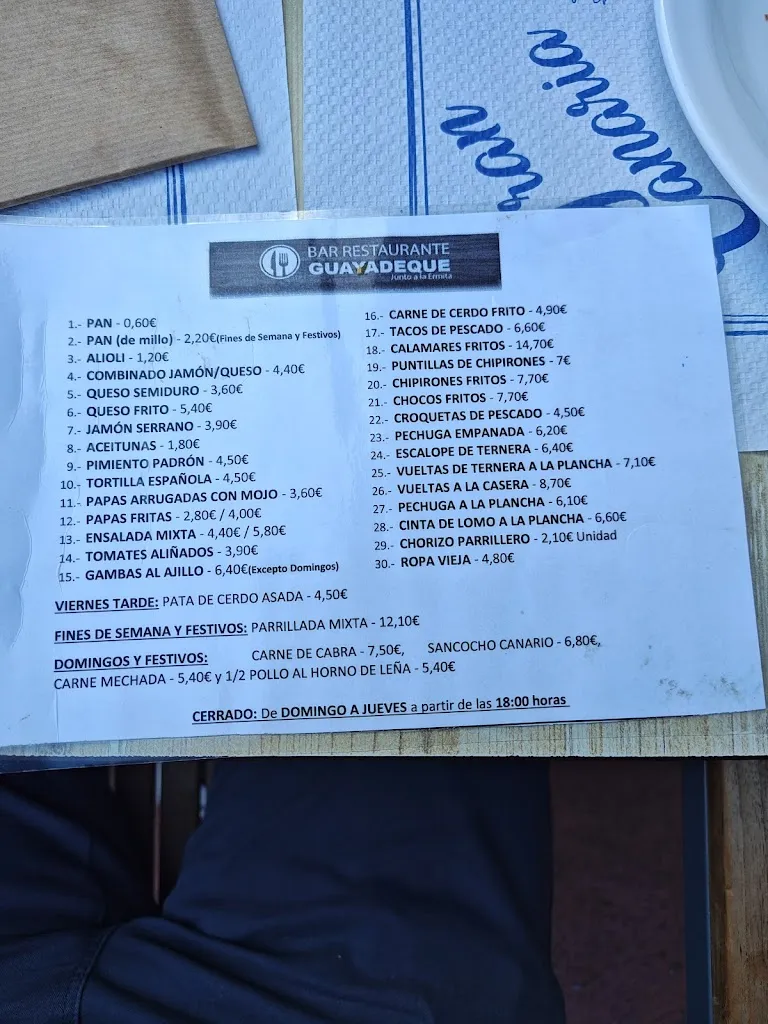 Gran
Canaria
BAR RESTAURANTE
GUAYADEQUE
Junto a la Ermita
1.- PAN - 0,60€
2.- PAN (de millo) - 2,20€(Fines de Semana y Festivos)
3.- ALIOLI - 1,20€
4.- COMBINADO JAMÓN/QUESO - 4,40€
5.- QUESO SEMIDURO - 3,60€
6.- QUESO FRITO - 5,40€
7.- JAMÓN SERRANO - 3,90€
8.- ACEITUNAS - 1,80€
9.- PIMIENTO PADRÓN - 4,50€
10.- TORTILLA ESPAÑOLA - 4,50€
11.- PAPAS ARRUGADAS CON MOJO - 3,60€
12.- PAPAS FRITAS - 2,80€ / 4,00€
13.- ENSALADA MIXTA - 4,40€ / 5,80€
14.- TOMATES ALIÑADOS - 3,90€
15.- GAMBAS AL AJILLO - 6,40€(Excepto Domingos)
16.- CARNE DE CERDO FRITO - 4,90€
17.- TACOS DE PESCADO - 6,60€
18.- CALAMARES FRITOS - 14,70€
19.- PUNTILLAS DE CHIPIRONES - 7€
20.- CHIPIRONES FRITOS - 7,70€
21.- CHOCOS FRITOS - 7,70€
22.- CROQUETAS DE PESCADO - 4,50€
23.- PECHUGA EMPANADA - 6,20€
24.- ESCALOPE DE TERNERA - 6,40€
25.- VUELTAS DE TERNERA A LA PLANCHA - 7,10€
26.- VUELTAS A LA CASERA - 8,70€
27.- PECHUGA A LA PLANCHA - 6,10€
28.- CINTA DE LOMO A LA PLANCHA - 6,60€
29.- CHORIZO PARRILLERO - 2,10€ Unidad
30.- ROPA VIEJA - 4,80€
VIERNES TARDE: PATA DE CERDO ASADA - 4,50€
FINES DE SEMANA Y FESTIVOS: PARRILLADA MIXTA - 12,10€
DOMINGOS Y FESTIVOS: CARNE DE CABRA - 7,50€, SANCOCHO CANARIO - 6,80€,
CARNE MECHADA - 5,40€ y 1/2 POLLO AL HORNO DE LEÑA - 5,40€
CERRADO: De DOMINGO A JUEVES a partir de las 18:00 horas